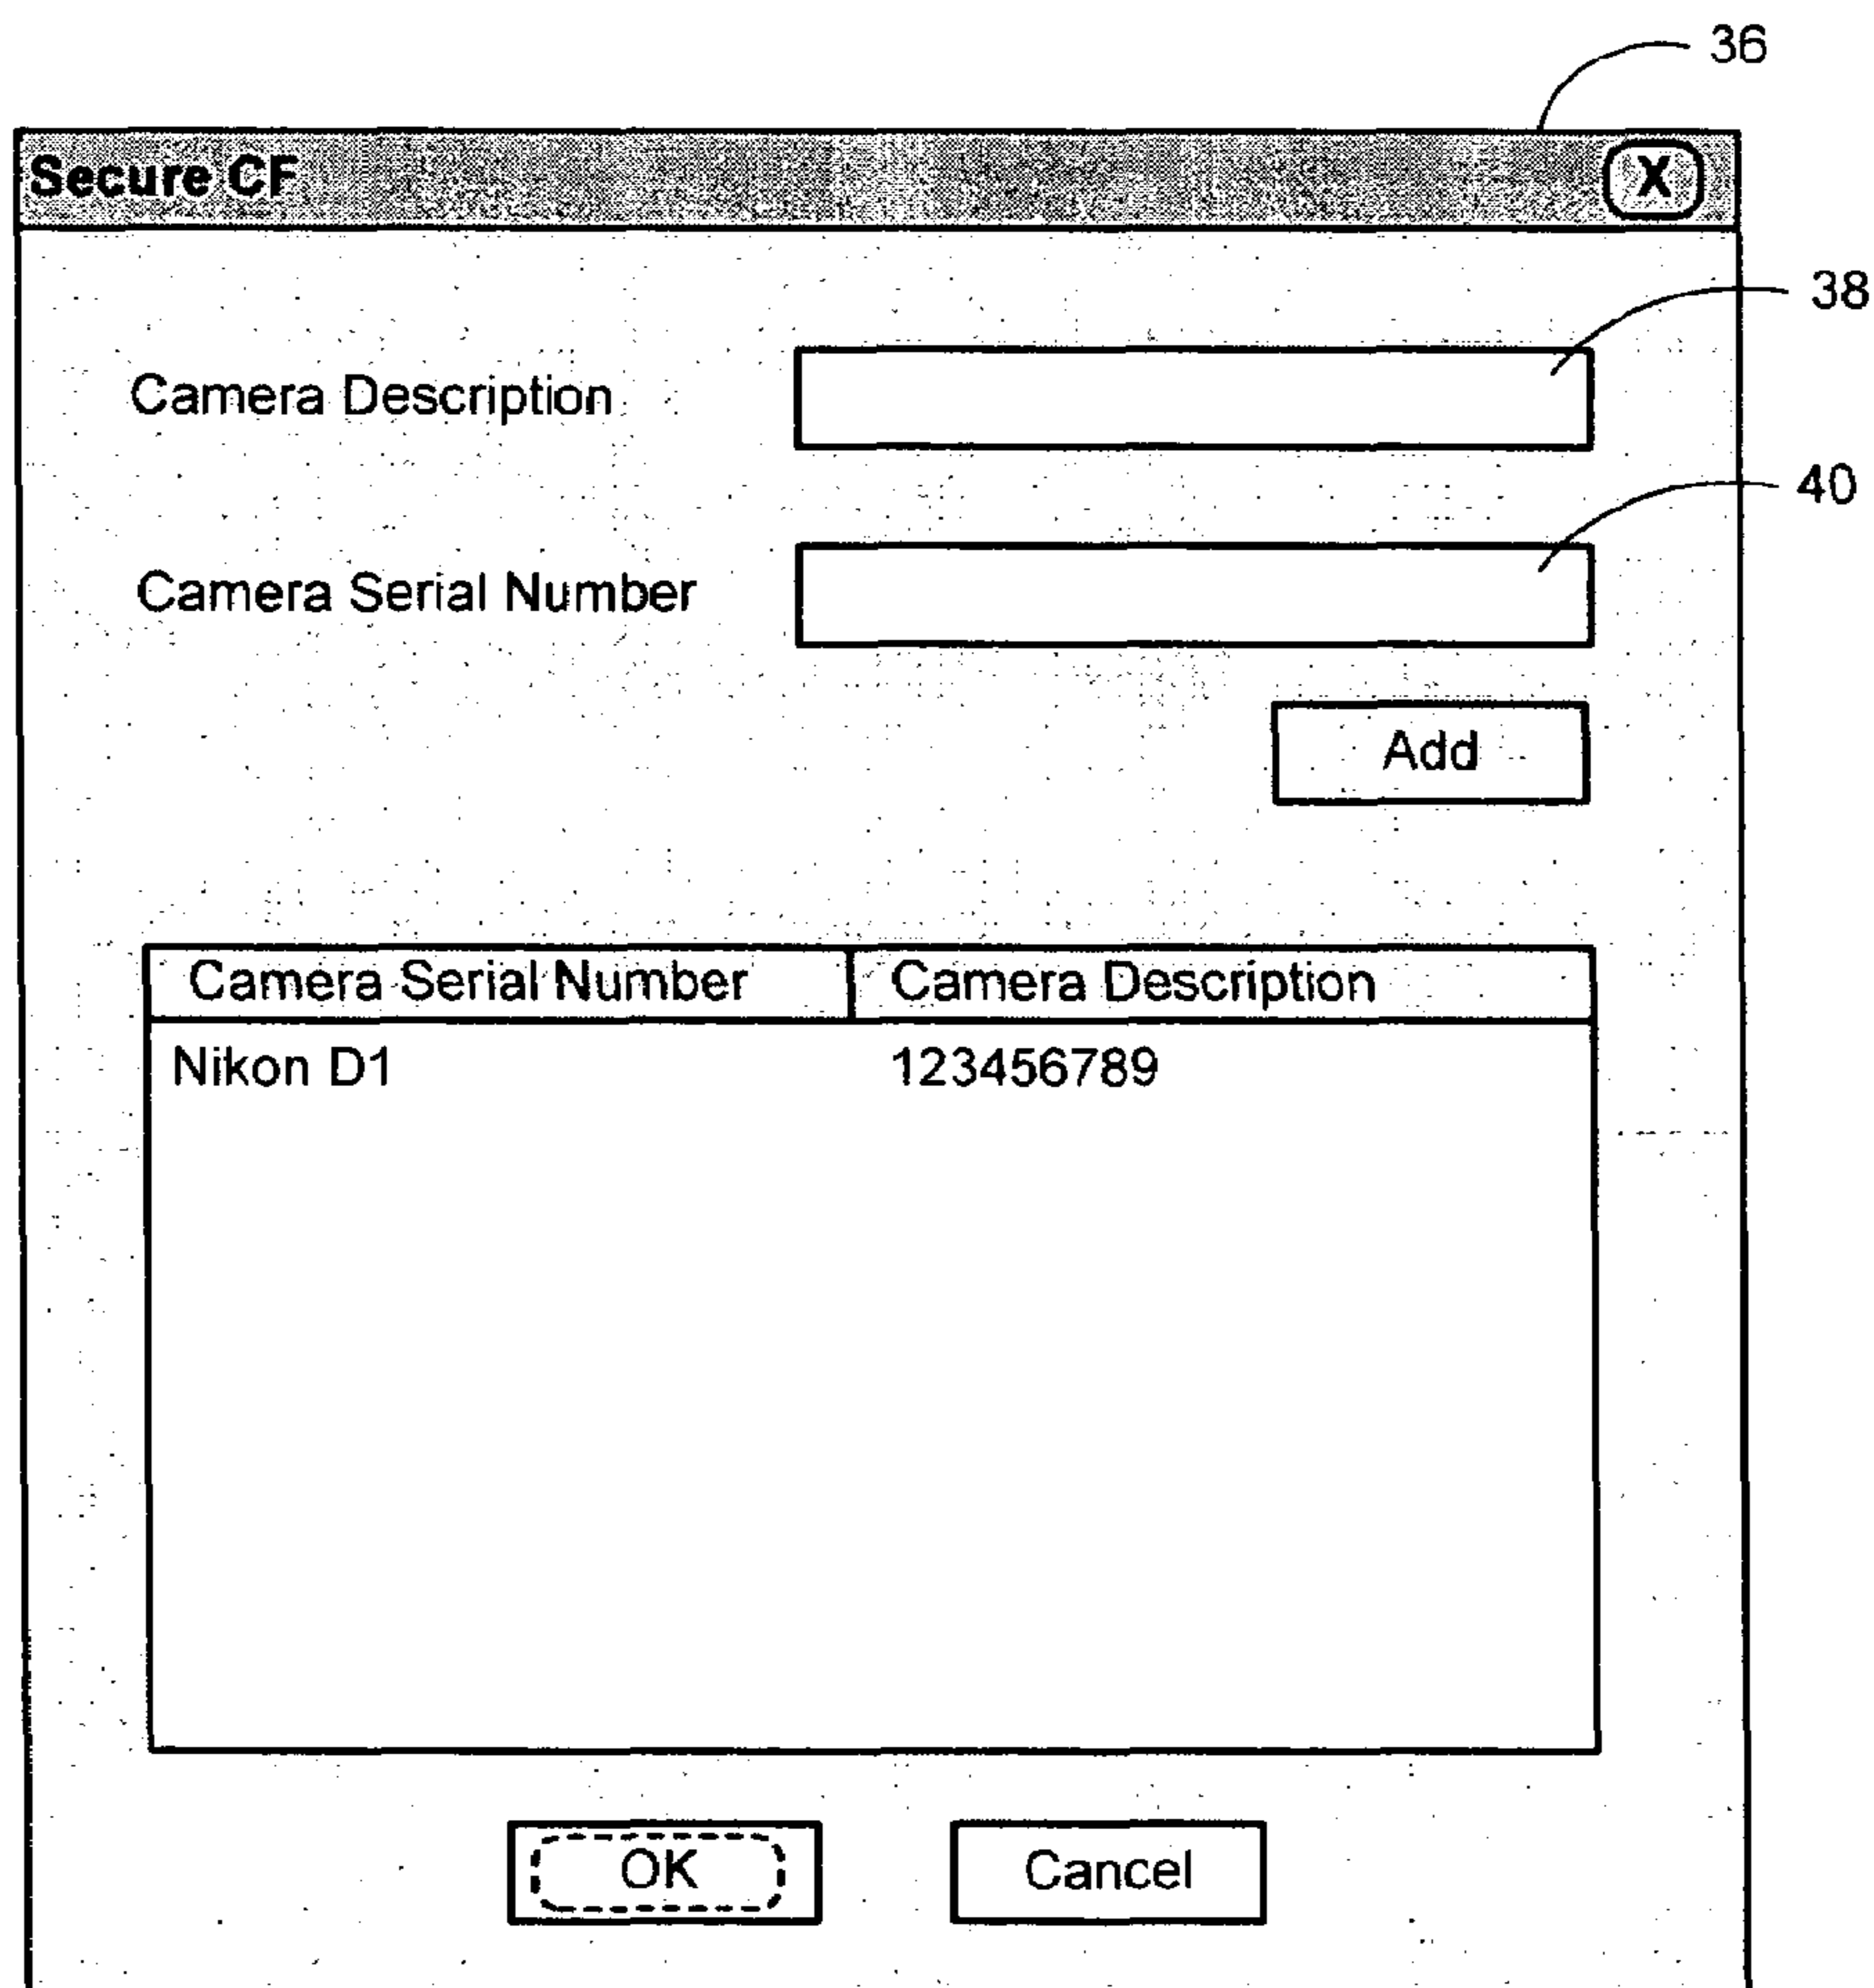 36
Secure CF X
38
Camera Description
40
Camera Serial Number
Add
Camera Serial Number Camera Description
Nikon D1 123456789
OK Cancel